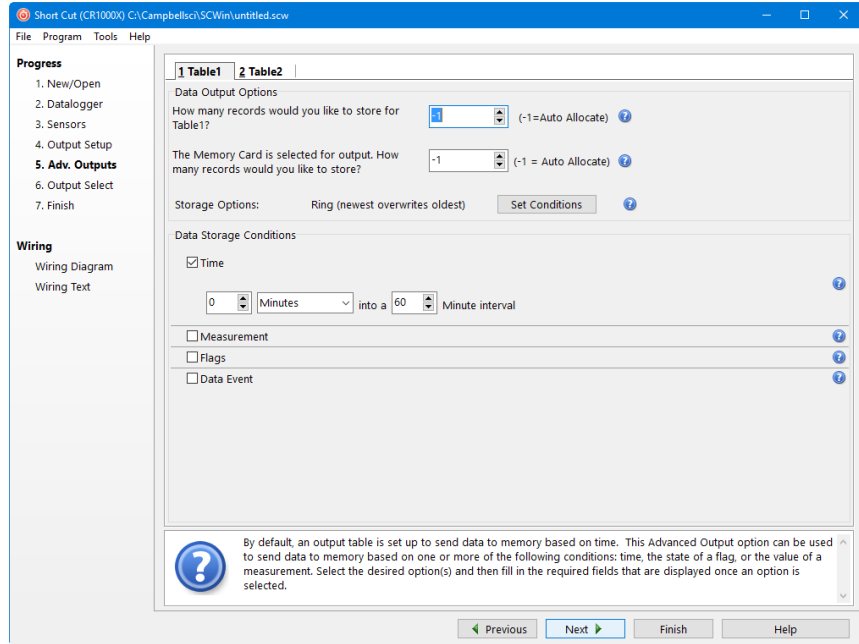 Short Cut (CR1000X) C:\Campbellsci\SCWin\untitled.scw
File Program Tools Help
Progress
1. New/Open
2. Datalogger
3. Sensors
4. Output Setup
5. Adv. Outputs
6. Output Select
7. Finish
Wiring
Wiring Diagram
Wiring Text
1 Table1 2 Table2
Data Output Options
How many records would you like to store for
Table1?
-1 (-1=Auto Allocate)
The Memory Card is selected for output. How
many records would you like to store?
-1 (-1 = Auto Allocate)
Storage Options: Ring (newest overwrites oldest) Set Conditions
Data Storage Conditions
Time
0 Minutes into a 60 Minute interval
Measurement
Flags
Data Event
By default, an output table is set up to send data to memory based on time. This Advanced Output option can be used
to send data to memory based on one or more of the following conditions: time, the state of a flag, or the value of a
measurement. Select the desired option(s) and then fill in the required fields that are displayed once an option is
selected.
Previous Next Finish Help